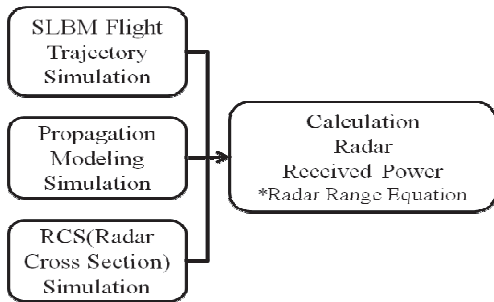 SLBM Flight
Trajectory
Simulation
Propagation
Modeling
Simulation
RCS(Radar
Cross Section)
Simulation
Calculation
Radar
Received Power
*Radar Range Equation